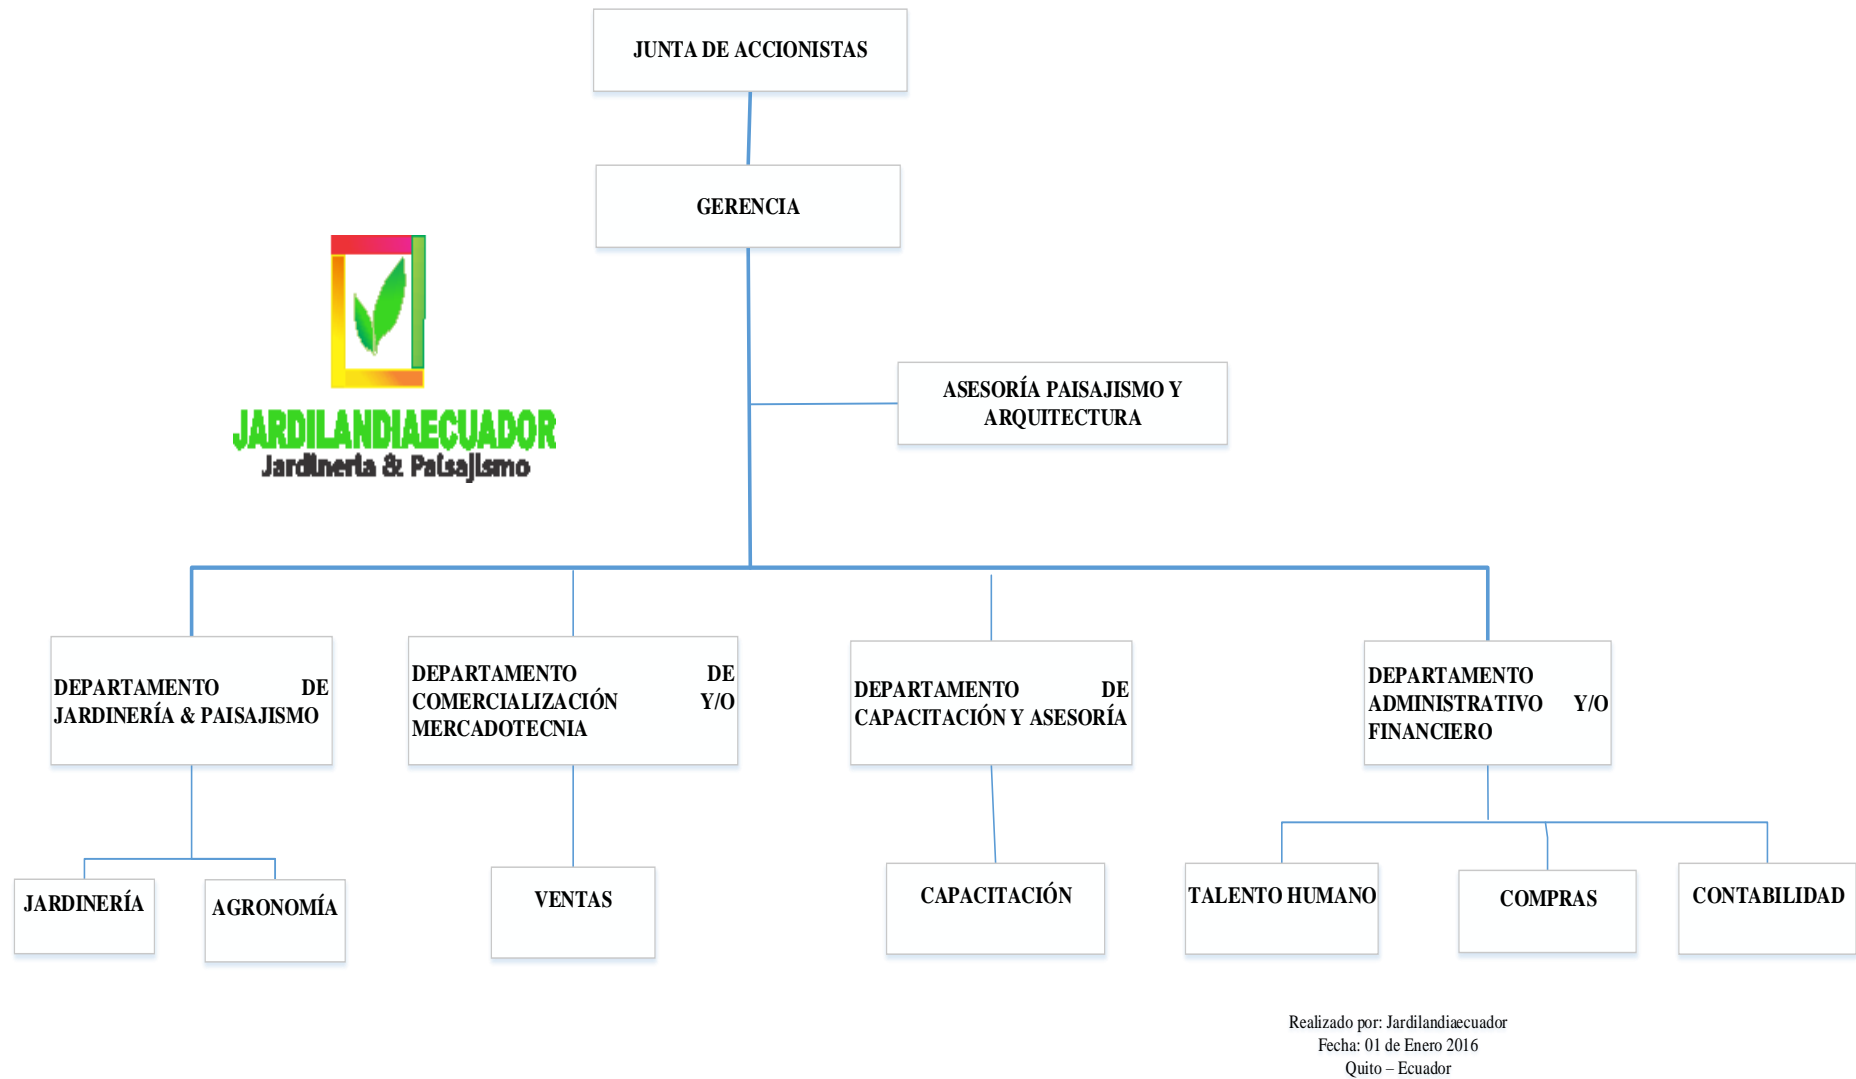 JUNTA DE ACCIONISTAS
GERENCIA
JARDILANDIAECUADOR
Jardineria & Paisajismo
ASESORÍA PAISAJISMO Y
ARQUITECTURA
DEPARTAMENTO DE
JARDINERÍA & PAISAJISMO
DEPARTAMENTO DE
COMERCIALIZACIÓN Y/O
MERCADOTECNIA
DEPARTAMENTO DE
CAPACITACIÓN Y ASESORÍA
DEPARTAMENTO
ADMINISTRATIVO Y/O
FINANCIERO
JARDINERÍA
AGRONOMÍA
VENTAS
CAPACITACIÓN
TALENTO HUMANO
COMPRAS
CONTABILIDAD
Realizado por: Jardilandiaecuador
Fecha: 01 de Enero 2016
Quito – Ecuador